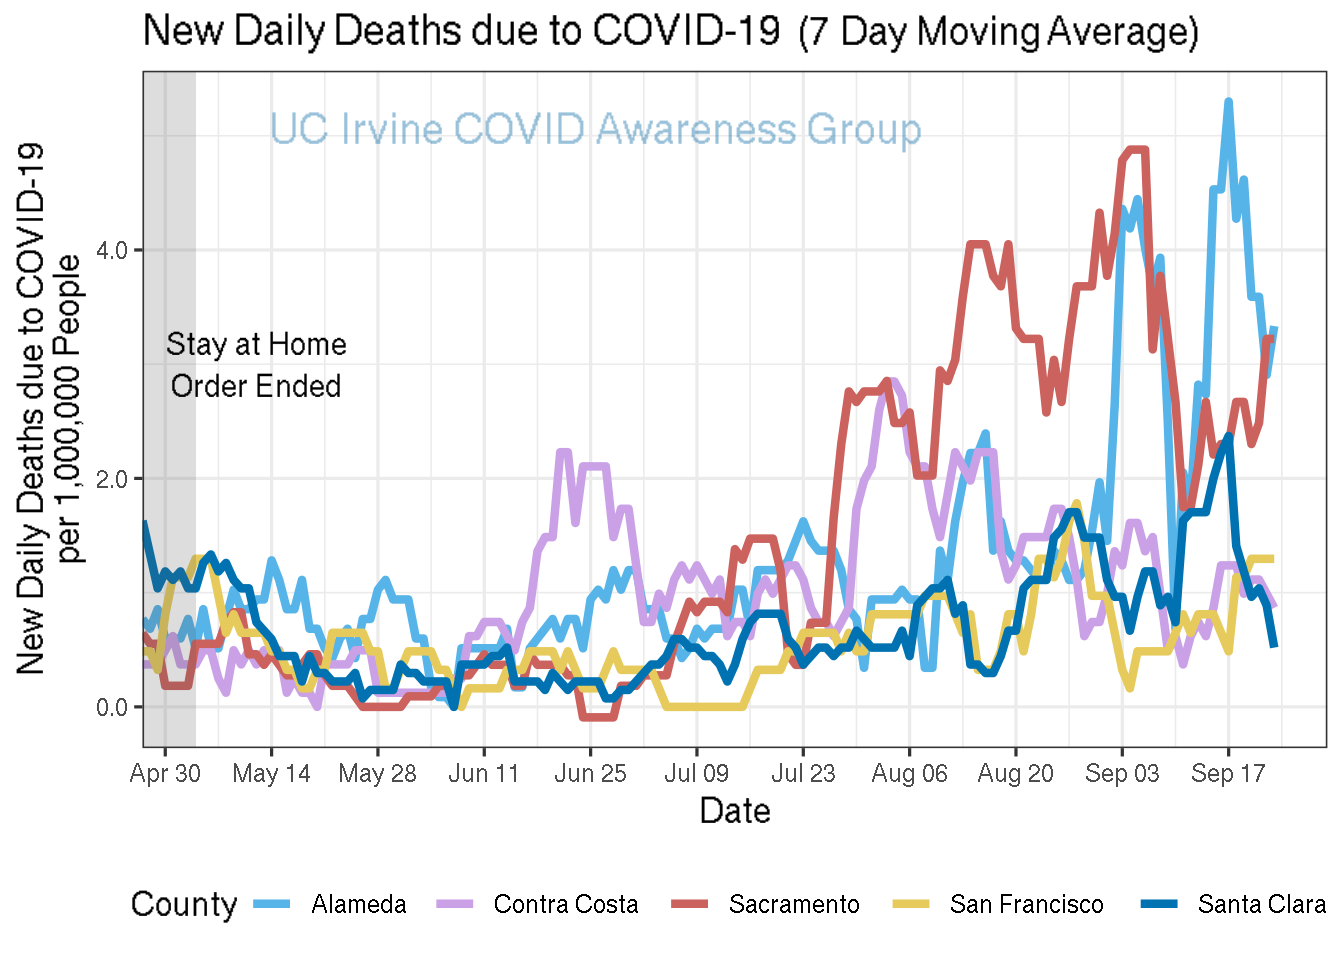 New Daily Deaths due to COVID-19 (7 Day Moving Average)
UC Irvine COVID Awareness Group
New Daily Deaths due to COVID-19
per 1,000,000 People
4.0
2.0
0.0
Stay at Home
Order Ended
Apr 30 May 14 May 28 Jun 11 Jun 25 Jul 09 Jul 23 Aug 06 Aug 20 Sep 03 Sep 17
Date
County Alameda Contra Costa Sacramento San Francisco Santa Clara